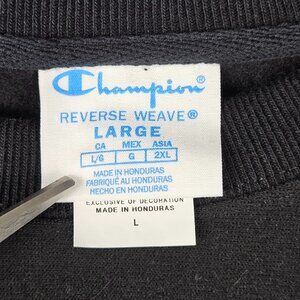 Champion
REVERSE WEAVE®
LARGE
CA MEX ASIA
L/G G 2XL
MADE IN HONDURAS
FABRIQUÉ AU HONDURAS
HECHO EN HONDURAS
EXCLUSIVE OF DECORATION
MADE IN HONDURAS
L